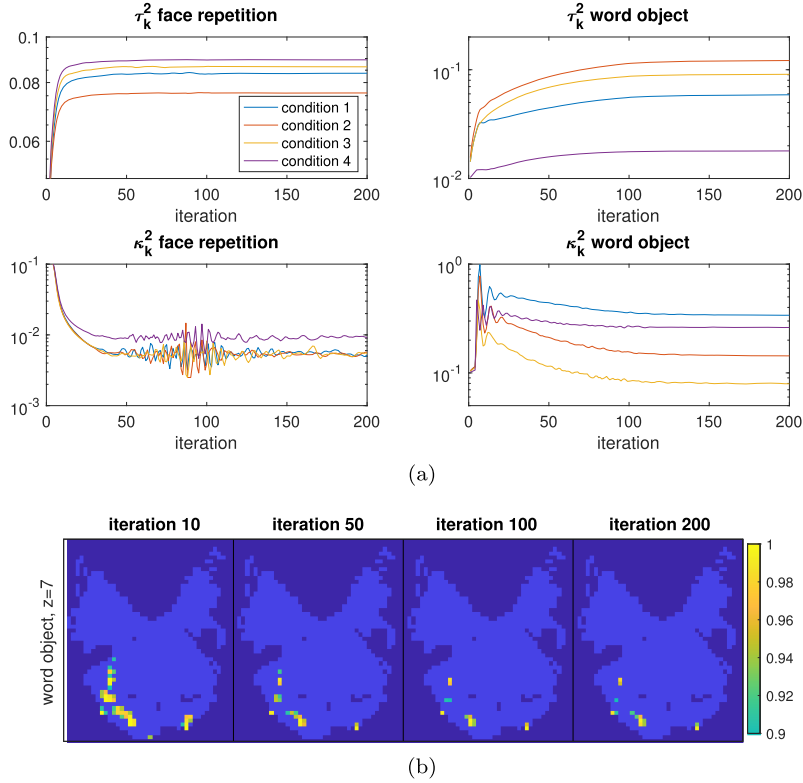 τ²ₖ face repetition
0.1
0.08
0.06
0 50 100 150 200
iteration
condition 1
condition 2
condition 3
condition 4
τ²ₖ word object
10⁻¹
10⁻²
0 50 100 150 200
iteration
κ²ₖ face repetition
10⁻¹
10⁻²
10⁻³
0 50 100 150 200
iteration
κ²ₖ word object
10⁰
10⁻¹
0 50 100 150 200
iteration
(a)
iteration 10 iteration 50 iteration 100 iteration 200
word object, z=7
1
0.98
0.96
0.94
0.92
0.9
(b)